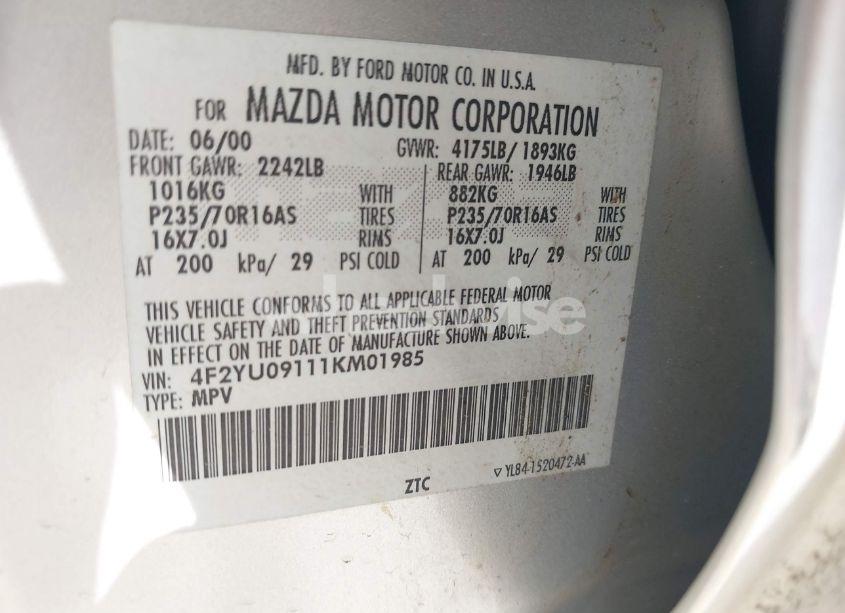 MFD. BY FORD MOTOR CO. IN U.S.A.
FOR MAZDA MOTOR CORPORATION
DATE: 06/00 GVWR: 4175LB/ 1893KG
FRONT GAWR: 2242LB REAR GAWR: 1946LB
1016KG WITH 882KG WITH
P235/70R16AS TIRES P235/70R16AS TIRES
16X7.0J RIMS 16X7.0J RIMS
AT 200 kPa/ 29 PSI COLD AT 200 kPa/ 29 PSI COLD
THIS VEHICLE CONFORMS TO ALL APPLICABLE FEDERAL MOTOR
VEHICLE SAFETY AND THEFT PREVENTION STANDARDS
IN EFFECT ON THE DATE OF MANUFACTURE SHOWN ABOVE.
VIN: 4F2YU09111KM01985
TYPE: MPV
YL84-1520472-AA
ZTC